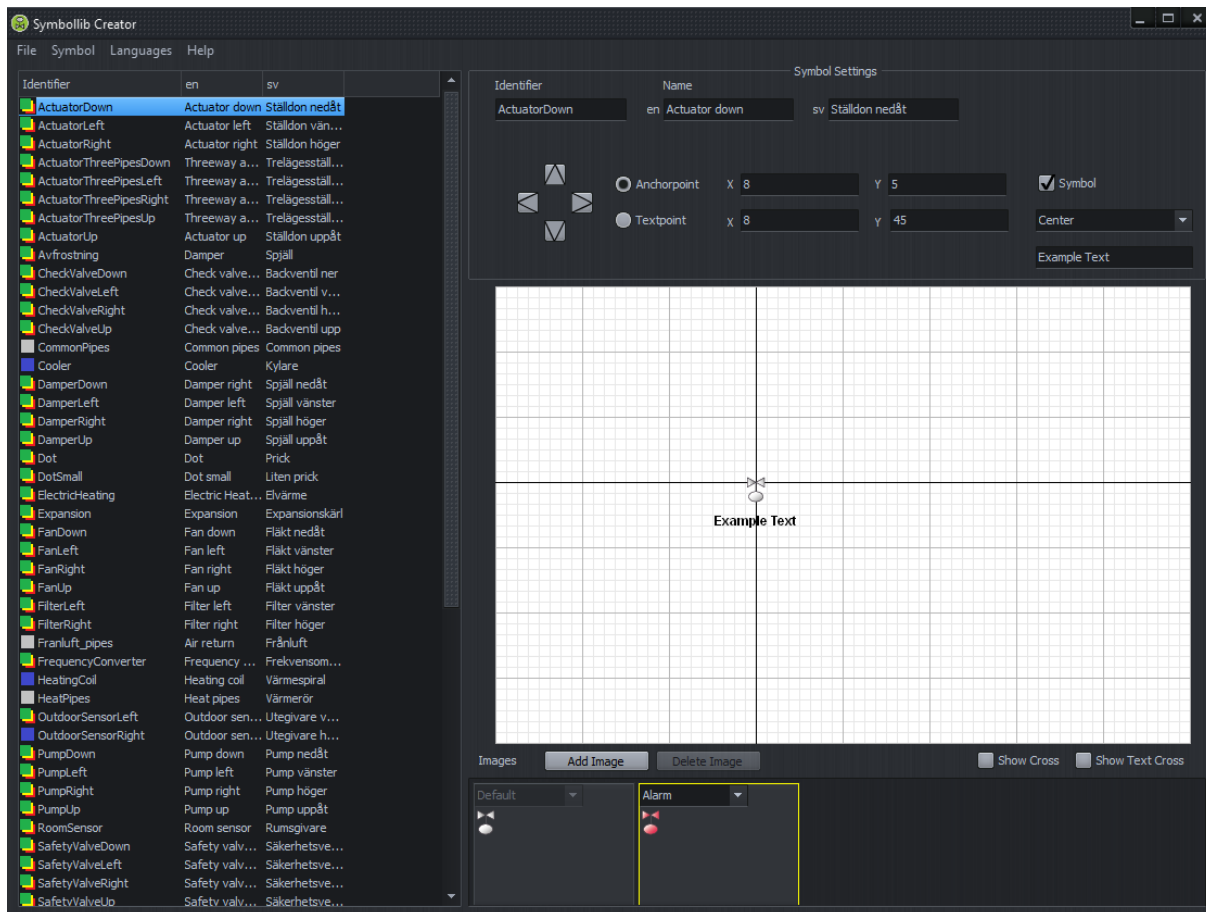 Symbollib Creator
File Symbol Languages Help
Identifier en sv
ActuatorDown Actuator down Ställdon nedåt
ActuatorLeft Actuator left Ställdon vän...
ActuatorRight Actuator right Ställdon höger
ActuatorThreePipesDown Threeway a... Trelägesställ...
ActuatorThreePipesLeft Threeway a... Trelägesställ...
ActuatorThreePipesRight Threeway a... Trelägesställ...
ActuatorThreePipesUp Threeway a... Trelägesställ...
ActuatorUp Actuator up Ställdon uppåt
Avfrostning Damper Spjäll
CheckValveDown Check valve... Backventil ner
CheckValveLeft Check valve... Backventil v...
CheckValveRight Check valve... Backventil h...
CheckValveUp Check valve... Backventil upp
CommonPipes Common pipes Common pipes
Cooler Cooler Kylare
DamperDown Damper right Spjäll nedåt
DamperLeft Damper left Spjäll vänster
DamperRight Damper right Spjäll höger
DamperUp Damper up Spjäll uppåt
Dot Dot Prick
DotSmall Dot small Liten prick
ElectricHeating Electric Heat... Elvärme
Expansion Expansion Expansionskärl
FanDown Fan down Fläkt nedåt
FanLeft Fan left Fläkt vänster
FanRight Fan right Fläkt höger
FanUp Fan up Fläkt uppåt
FilterLeft Filter left Filter vänster
FilterRight Filter right Filter höger
Franluft_pipes Air return Frånluft
FrequencyConverter Frequency ... Frekvensom...
HeatingCoil Heating coil Värmespiral
HeatPipes Heat pipes Värmerör
OutdoorSensorLeft Outdoor sen... Utegivare v...
OutdoorSensorRight Outdoor sen... Utegivare h...
PumpDown Pump down Pump nedåt
PumpLeft Pump left Pump vänster
PumpRight Pump right Pump höger
PumpUp Pump up Pump uppåt
RoomSensor Room sensor Rumsgivare
SafetyValveDown Safety valv... Säkerhetsve...
SafetyValveLeft Safety valv... Säkerhetsve...
SafetyValveRight Safety valv... Säkerhetsve...
SafetyValveUp Safety valv... Säkerhetsve...
Symbol Settings
Identifier Name
ActuatorDown en Actuator down sv Ställdon nedåt
Anchorpoint X 8 Y 5 Symbol
Textpoint X 8 Y 45 Center
Example Text
Example Text
Images Add Image Delete Image Show Cross Show Text Cross
Default Alarm